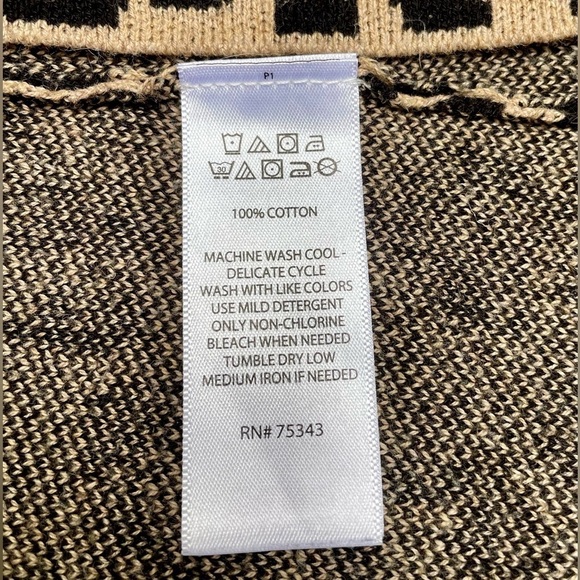 P1
30
100% COTTON
MACHINE WASH COOL -
DELICATE CYCLE
WASH WITH LIKE COLORS
USE MILD DETERGENT
ONLY NON-CHLORINE
BLEACH WHEN NEEDED
TUMBLE DRY LOW
MEDIUM IRON IF NEEDED
RN# 75343